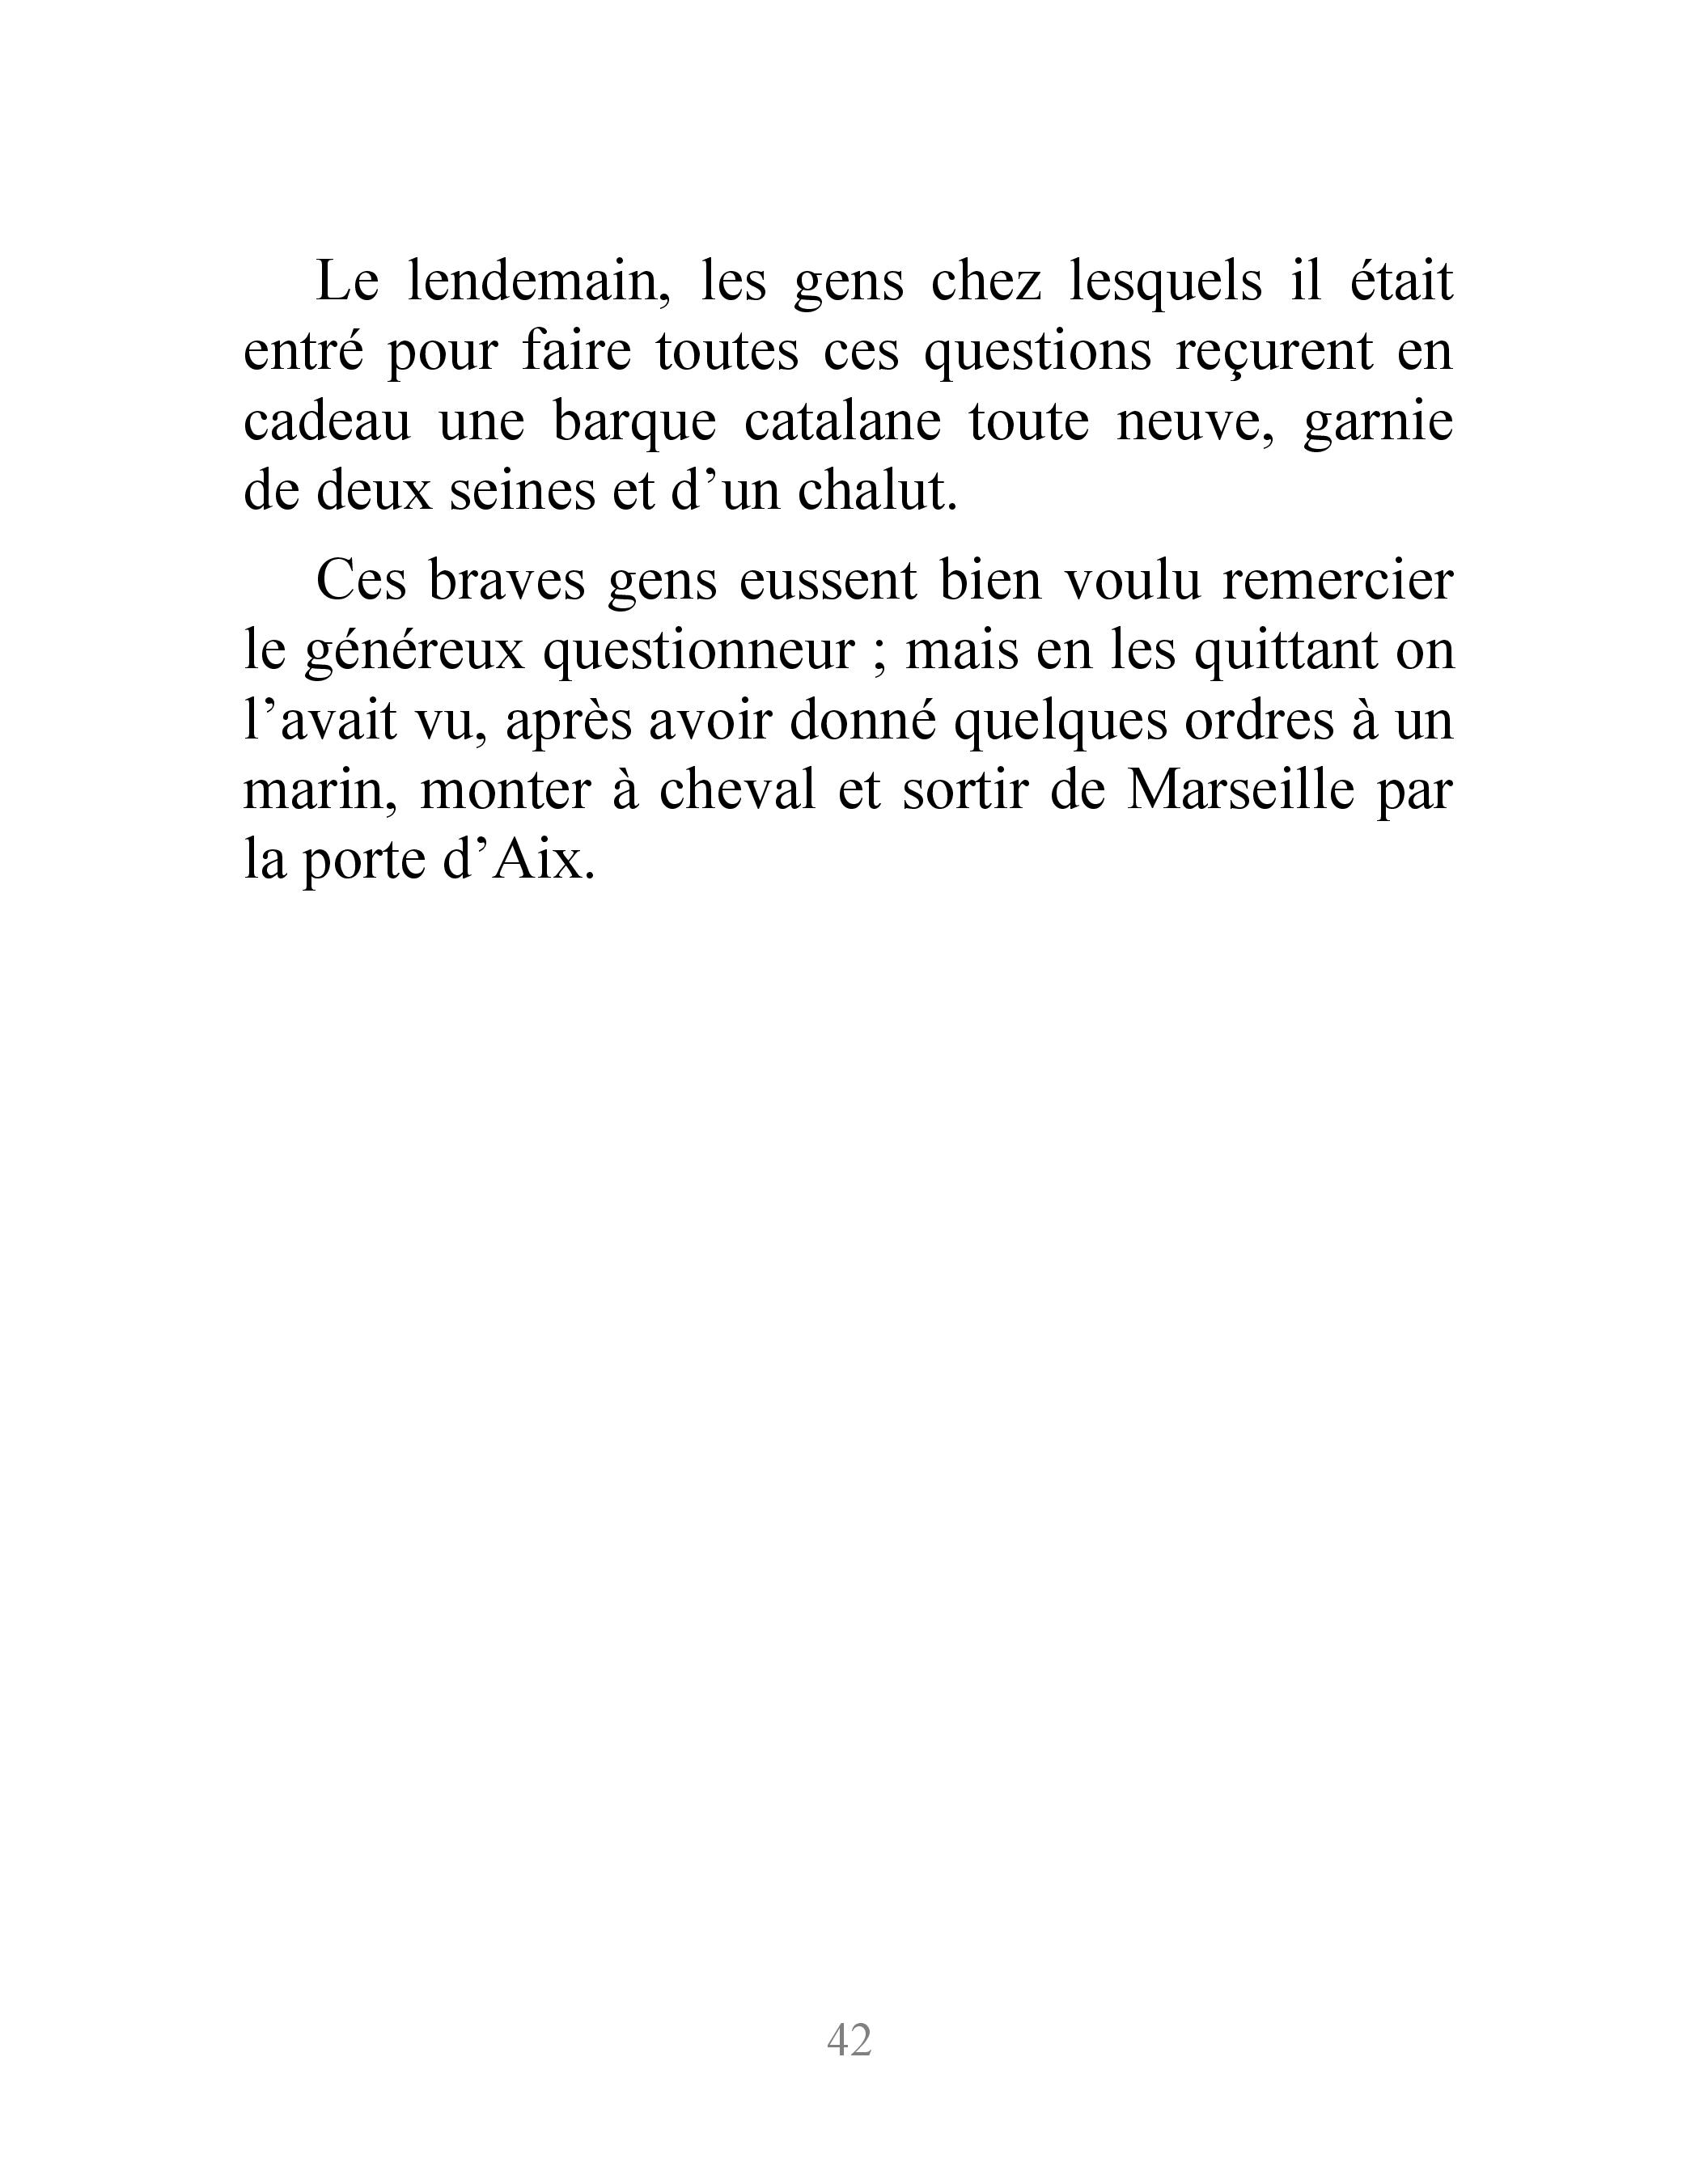 Le lendemain, les gens chez lesquels il était
entré pour faire toutes ces questions reçurent en
cadeau une barque catalane toute neuve, garnie
de deux seines et d’un chalut.
Ces braves gens eussent bien voulu remercier
le généreux questionneur ; mais en les quittant on
l’avait vu, après avoir donné quelques ordres à un
marin, monter à cheval et sortir de Marseille par
la porte d’Aix.
42